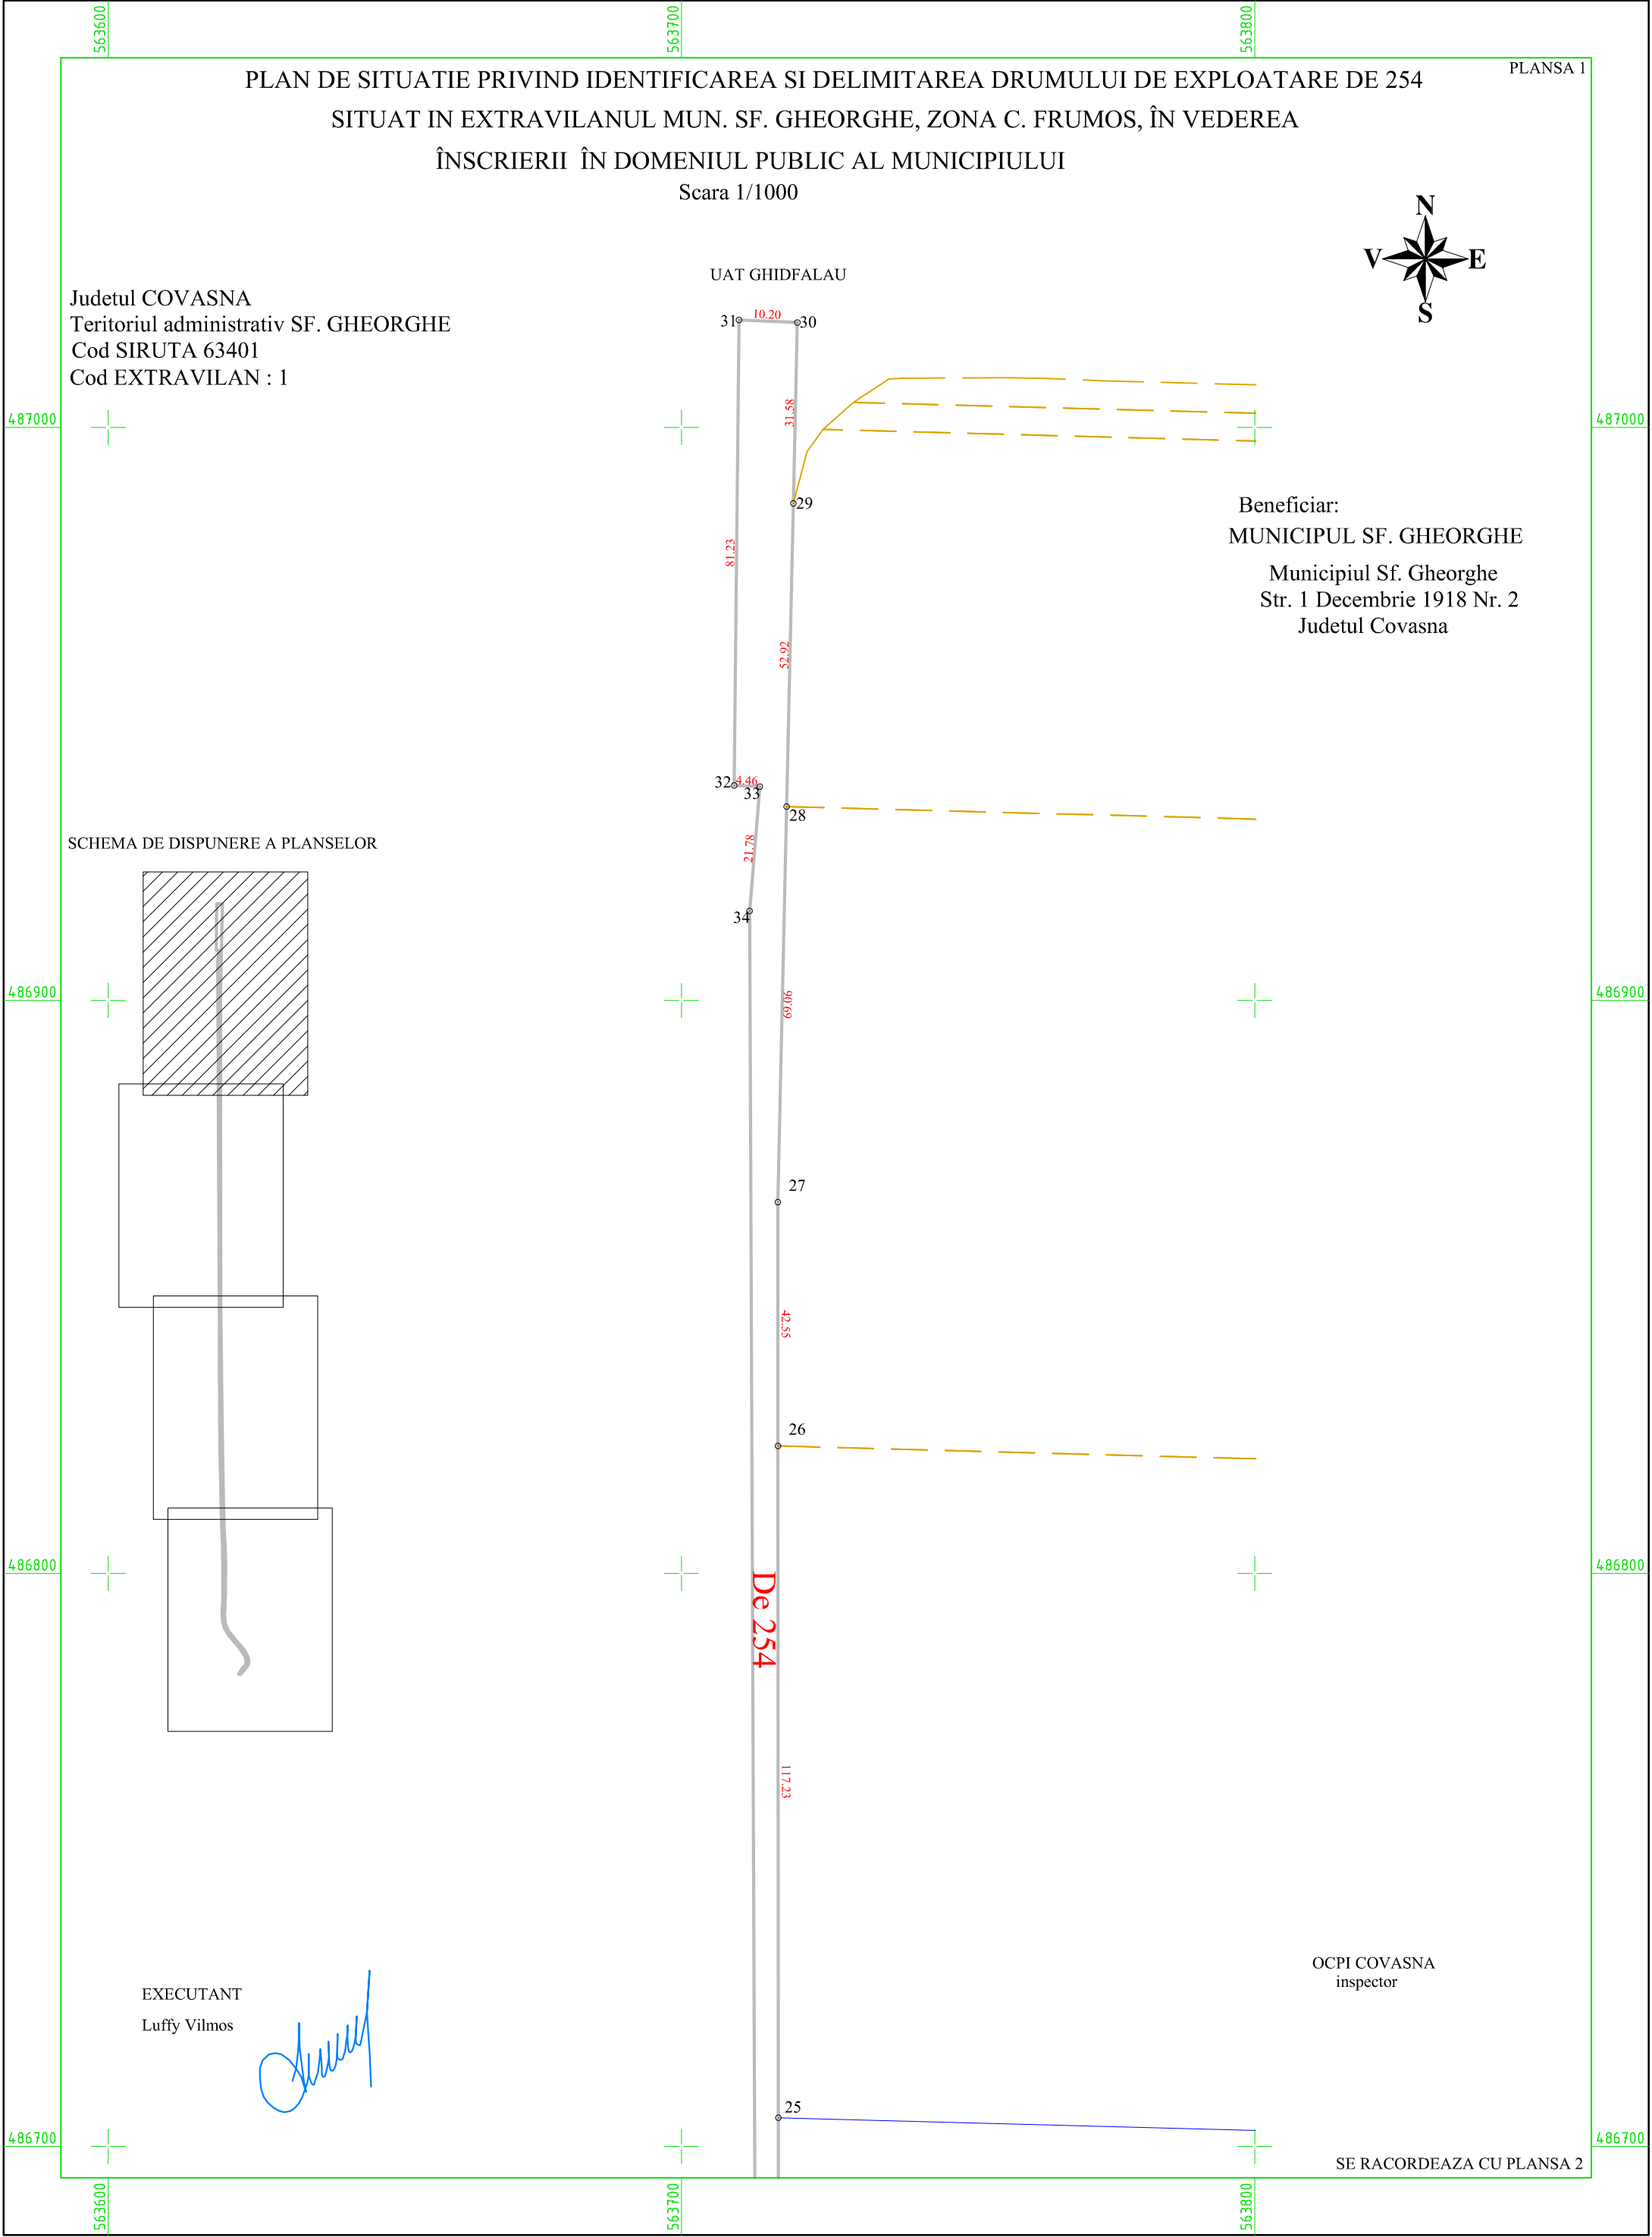 563600
563700
563800
PLANSA 1
PLAN DE SITUATIE PRIVIND IDENTIFICAREA SI DELIMITAREA DRUMULUI DE EXPLOATARE DE 254
SITUAT IN EXTRAVILANUL MUN. SF. GHEORGHE, ZONA C. FRUMOS, ÎN VEDEREA
ÎNSCRIERII ÎN DOMENIUL PUBLIC AL MUNICIPIULUI
Scara 1/1000
N
V
E
S
UAT GHIDFALAU
Judetul COVASNA
Teritoriul administrativ SF. GHEORGHE
Cod SIRUTA 63401
Cod EXTRAVILAN : 1
31
10.20
30
31.58
487000
487000
29
Beneficiar:
MUNICIPUL SF. GHEORGHE
Municipiul Sf. Gheorghe
Str. 1 Decembrie 1918 Nr. 2
Judetul Covasna
81.23
52.92
32
4.46
33
28
SCHEMA DE DISPUNERE A PLANSELOR
21.78
34
486900
486900
69.06
27
42.55
26
486800
486800
De 254
117.23
EXECUTANT
Luffy Vilmos
OCPI COVASNA
inspector
25
486700
486700
SE RACORDEAZA CU PLANSA 2
563600
563700
563800